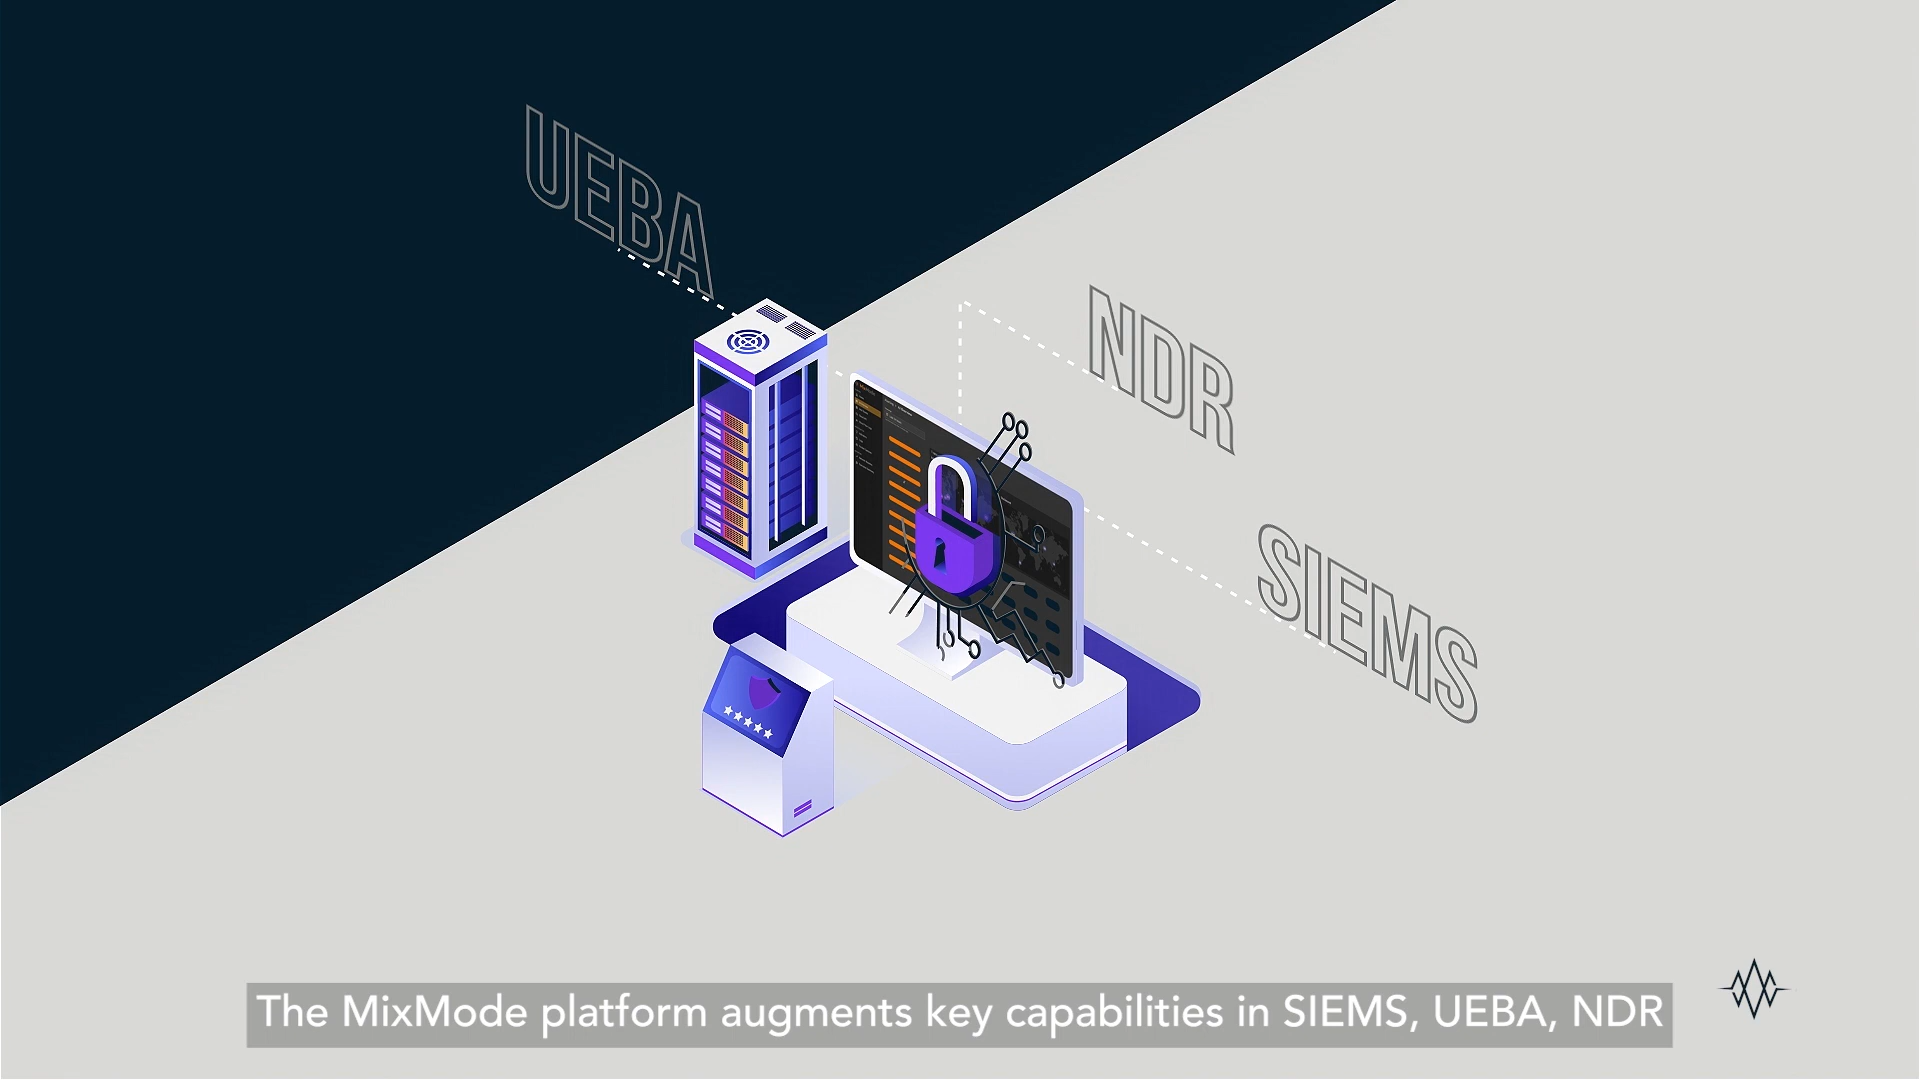 UEBA
NDR
SIEMS
The MixMode platform augments key capabilities in SIEMS, UEBA, NDR